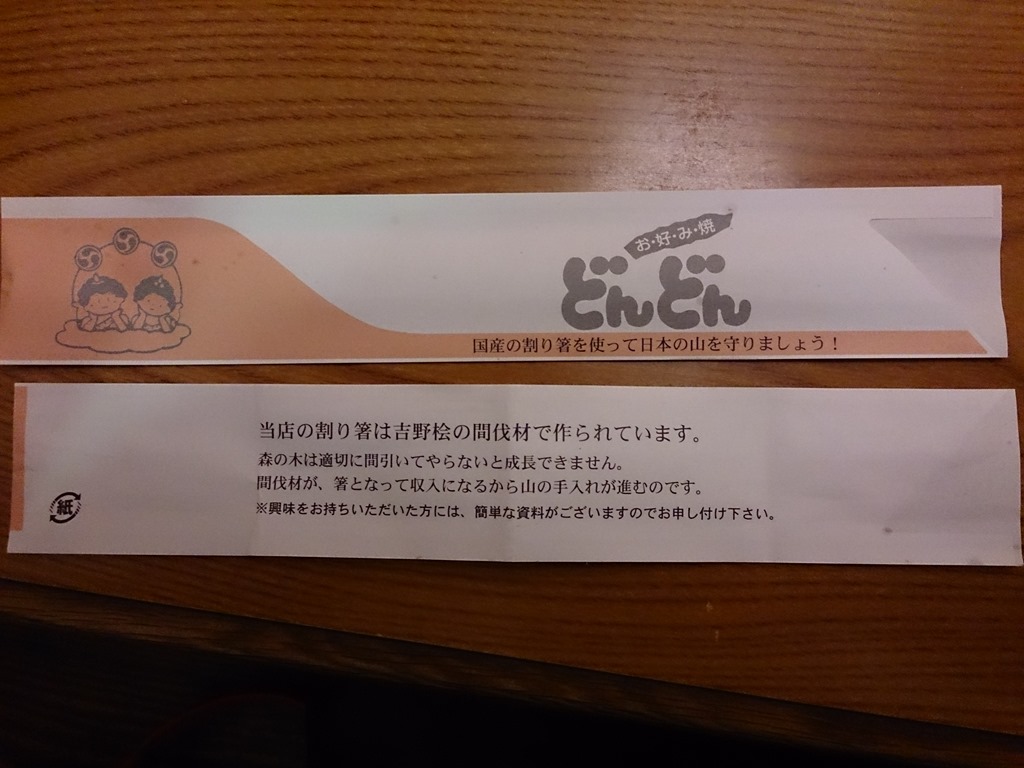 お・好・み・焼
どんどん
国産の割り箸を使って日本の山を守りましょう！
当店の割り箸は吉野桧の間伐材で作られています。
森の木は適切に間引いてやらないと成長できません。
間伐材が、箸となって収入になるから山の手入れが進むのです。
※興味をお持ちいただいた方には、簡単な資料がございますのでお申し付け下さい。
紙